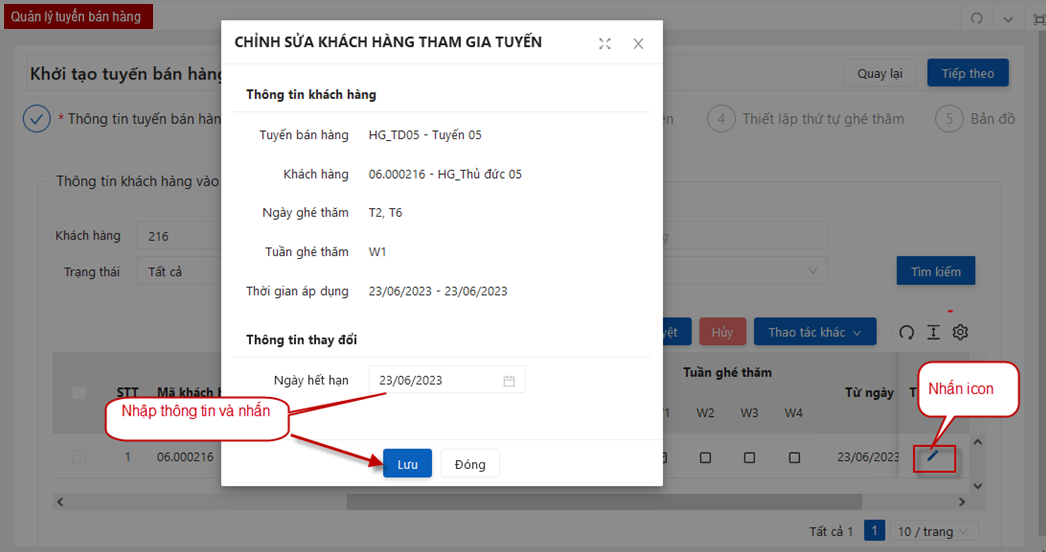 Quản lý tuyến bán hàng
CHỈNH SỬA KHÁCH HÀNG THAM GIA TUYẾN
Khởi tạo tuyến bán hàng
Quay lại
Tiếp theo
* Thông tin tuyến bán hàn
4 Thiết lập thứ tự ghé thăm
5 Bản đồ
Thông tin khách hàng
Tuyến bán hàng HG_TD05 - Tuyến 05
Khách hàng 06.000216 - HG_Thủ đức 05
Ngày ghé thăm T2, T6
Tuần ghé thăm W1
Thời gian áp dụng 23/06/2023 - 23/06/2023
Thông tin thay đổi
Ngày hết hạn 23/06/2023
Lưu
Đóng
Thông tin khách hàng vào
Khách hàng 216
Trạng thái Tất cả
Tìm kiếm
Hủy
Thao tác khác
Tuần ghé thăm
STT Mã khách
W2 W3 W4
Từ ngày
1 06.000216
23/06/2023
Nhập thông tin và nhấn
Nhấn icon
Tất cả 1
1
10 / trang